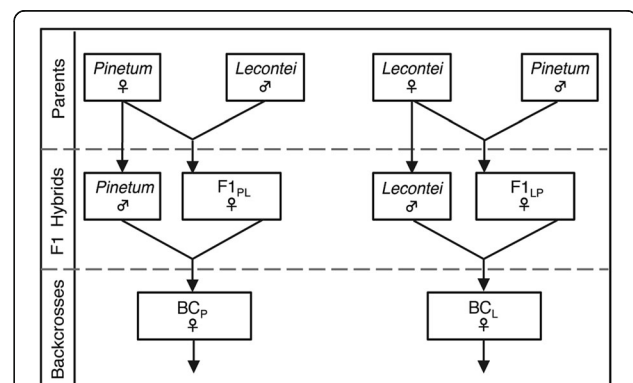 Parents
Pinetum
♀
Lecontei
♂
Lecontei
♀
Pinetum
♂
F1 Hybrids
Pinetum
♂
F1PL
♀
Lecontei
♂
F1LP
♀
Backcrosses
BCP
♀
BCL
♀